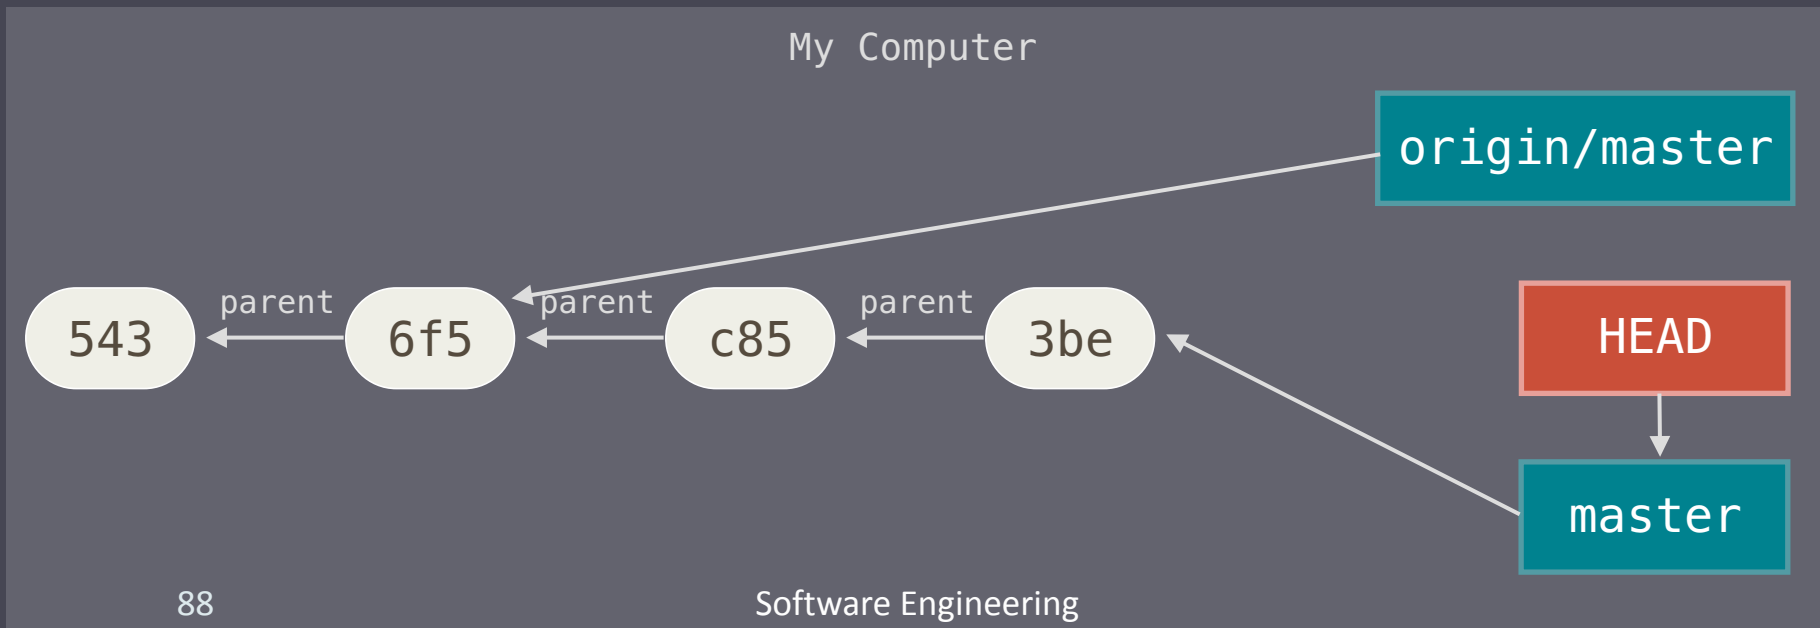 My Computer
origin/master
parent
parent
parent
543
6f5
c85
3be
HEAD
master
88
Software Engineering